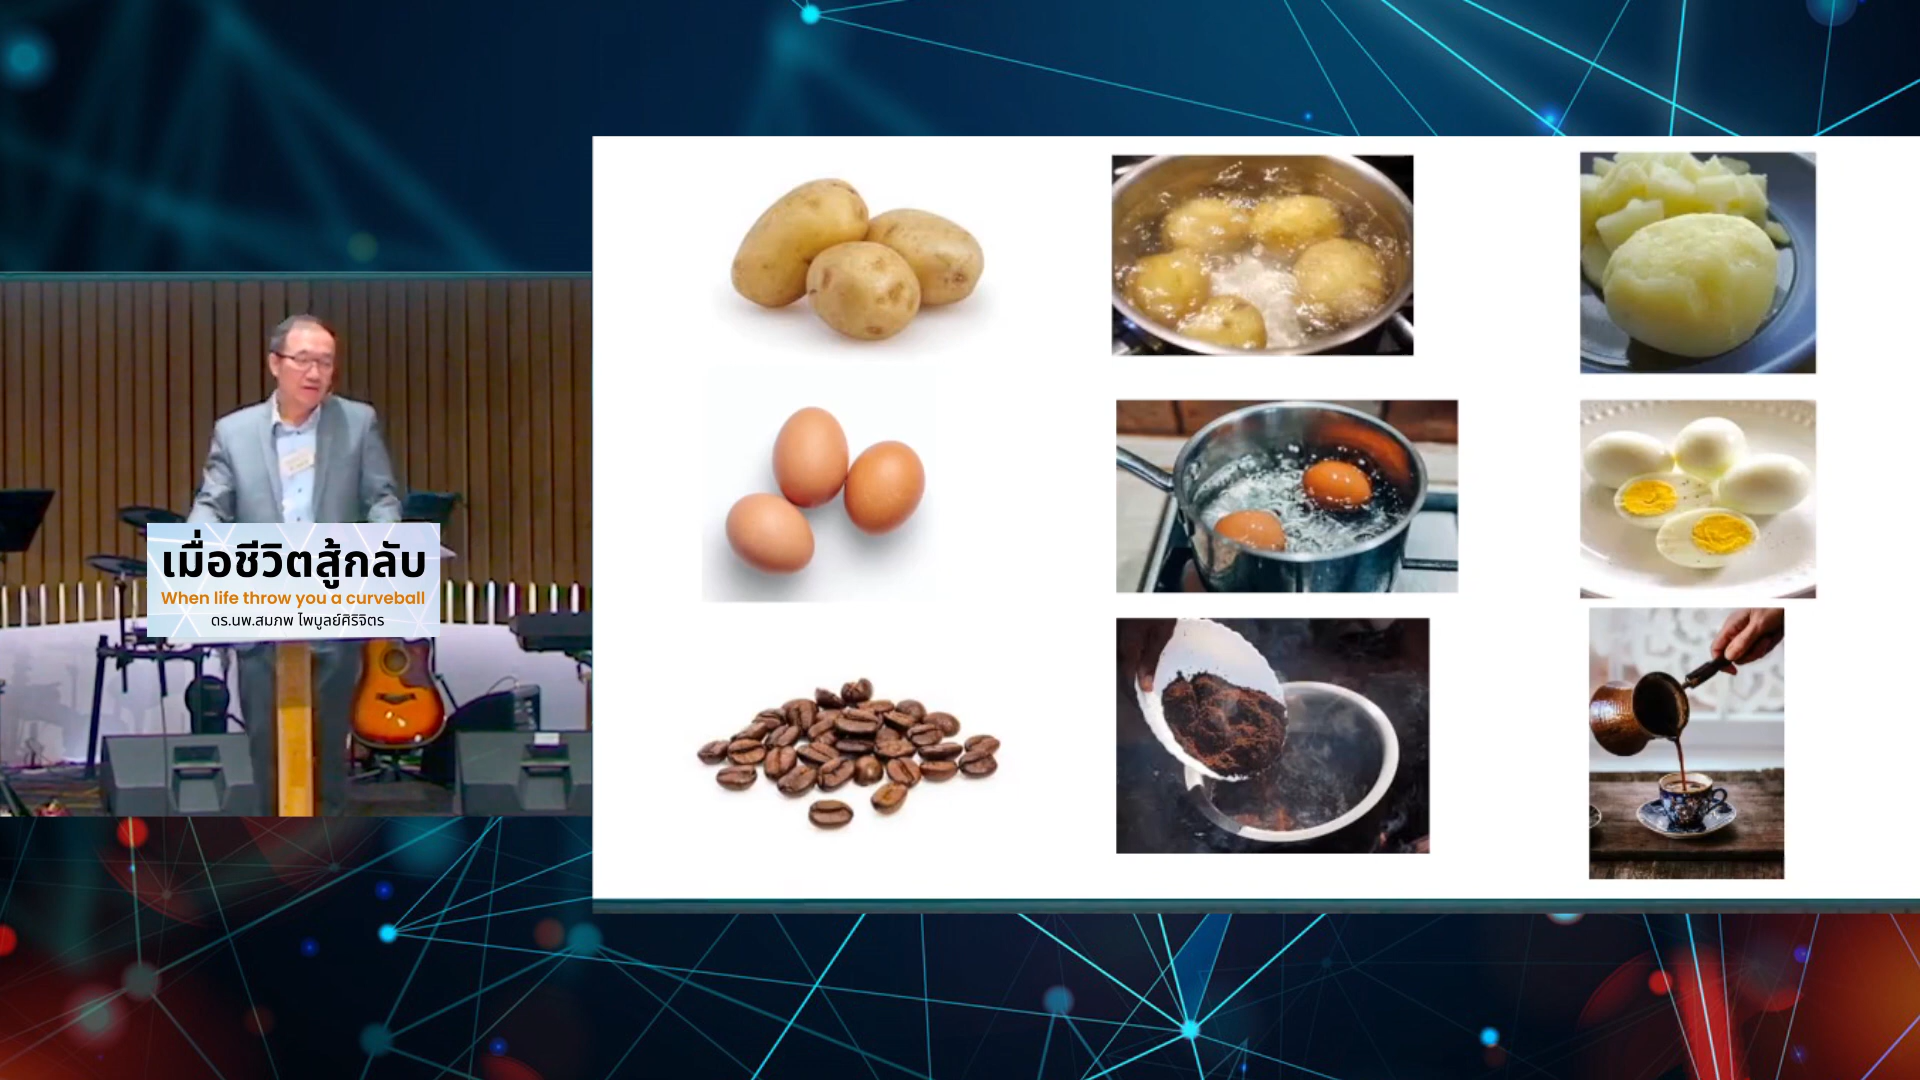 เมื่อชีวิตสู้กลับ
When life throw you a curveball
ดร.นพ.สมภพ ไพบูลย์ศิริจิตร